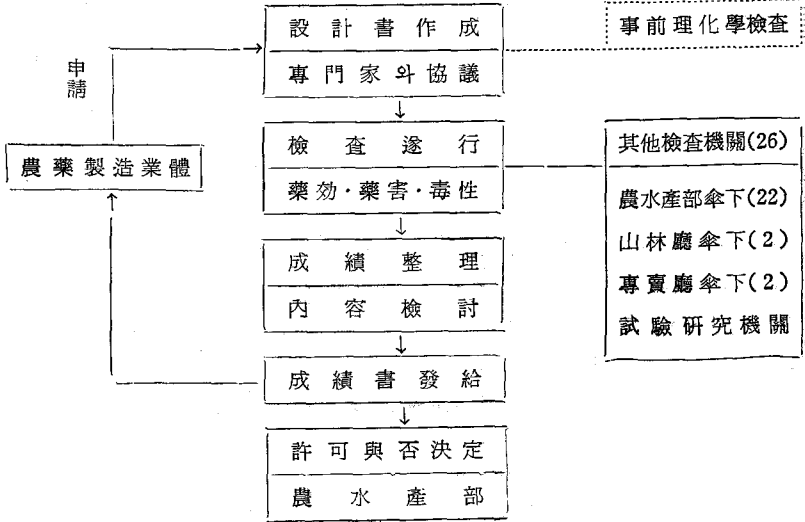 設計書作成
專門家와協議
事前理化學檢查
申請
農藥製造業體
檢查遂行
藥効·藥害·毒性
其他檢查機關(26)
農水產部傘下(22)
山林廳傘下(2)
專賣廳傘下(2)
試驗硏究機關
成績整理
內容檢討
成績書發給
許可與否決定
農水產部